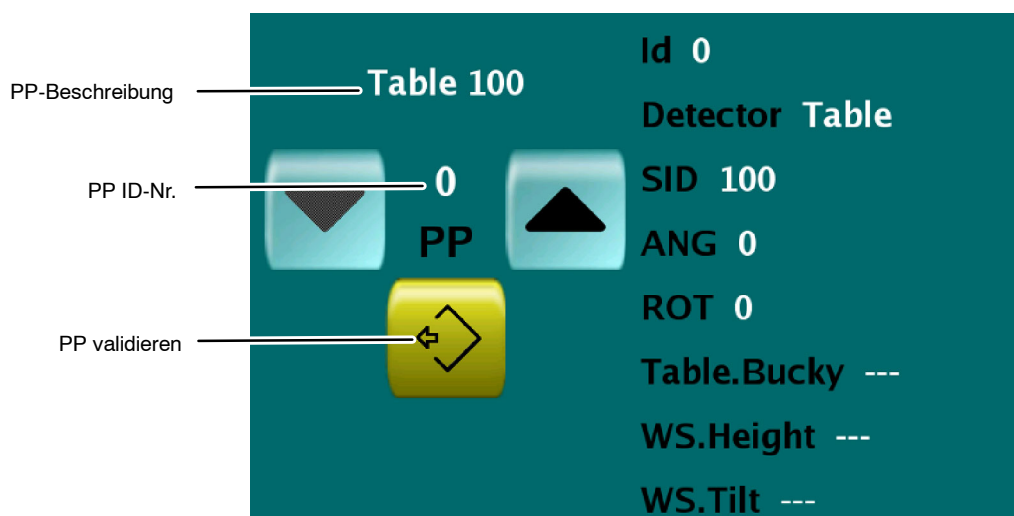 PP-Beschreibung
Table 100
PP ID-Nr.
0
PP
PP validieren
Id 0
Detector Table
SID 100
ANG 0
ROT 0
Table.Bucky ---
WS.Height ---
WS.Tilt ---